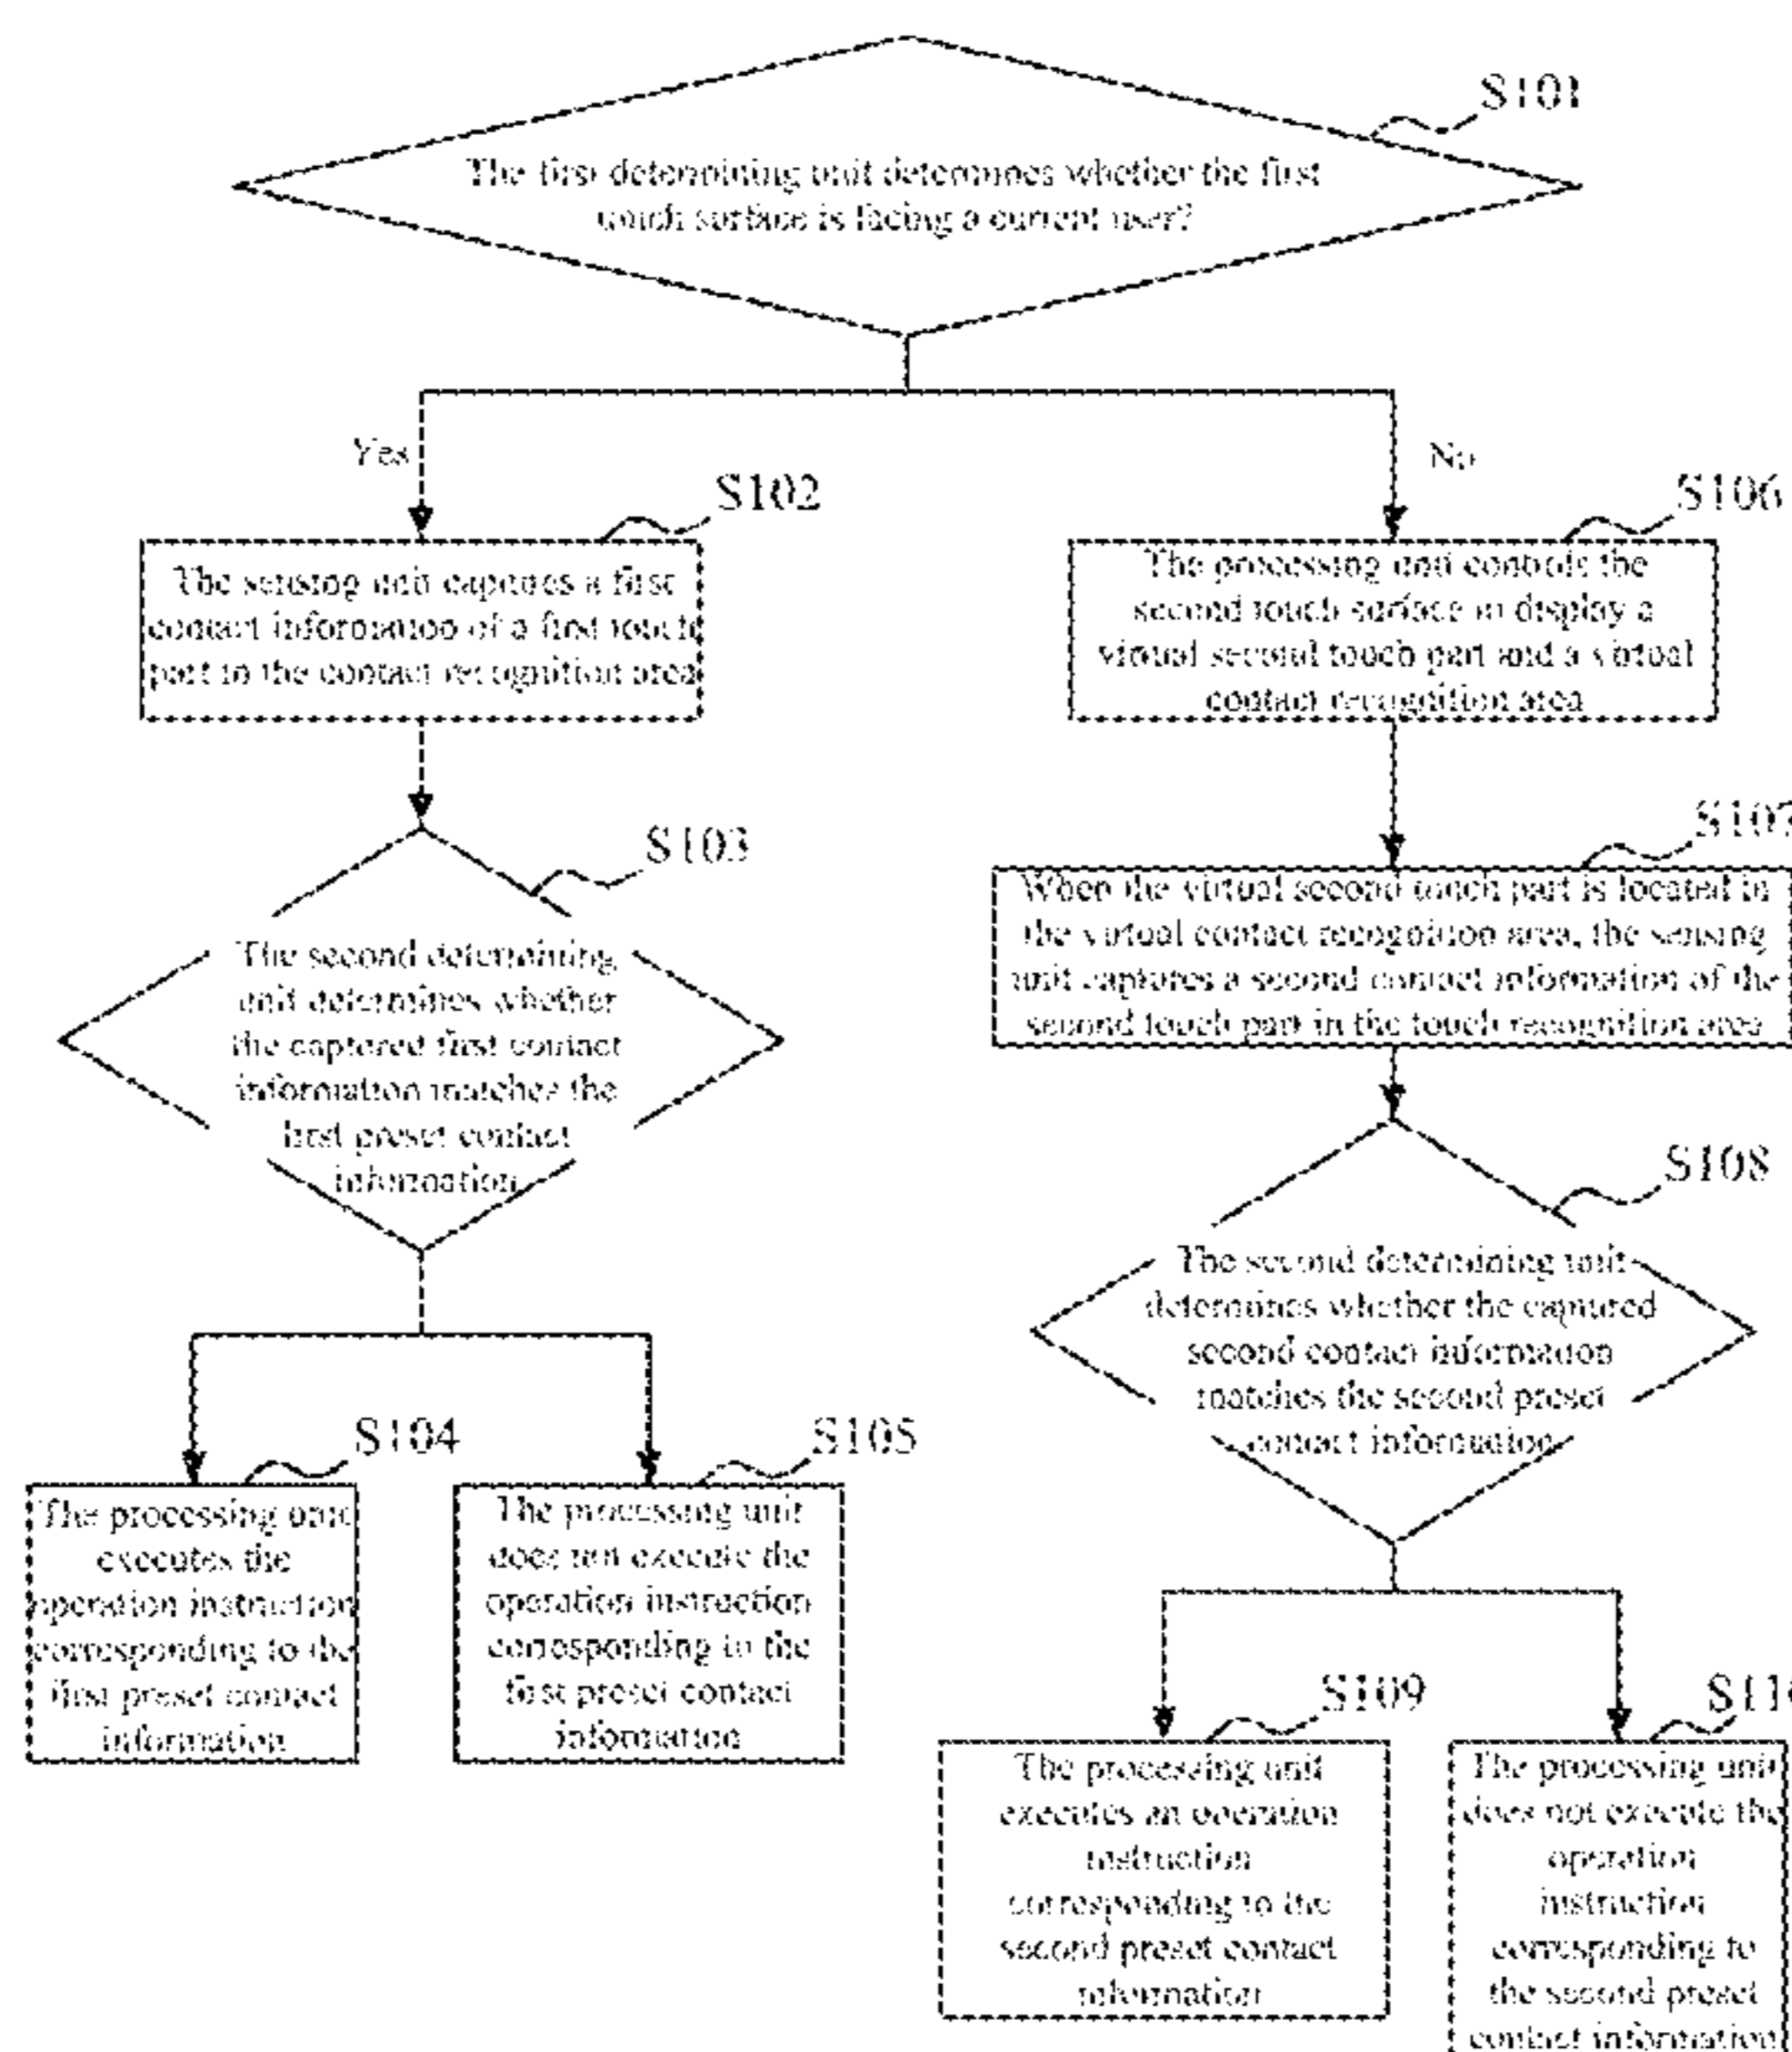 S101
The first determining unit determines whether the first
touch surface is facing a current user?
Yes
No
S102
The sensing unit captures a first
contact information of a first touch
part in the contact recognition area
S106
The processing unit controls the
second touch surface to display a
virtual second touch part and a virtual
contact recognition area
S103
The second determining
unit determines whether
the captured first contact
information matches the
first preset contact
information
S107
When the virtual second touch part is located in
the virtual contact recognition area, the sensing
unit captures a second contact information of the
second touch part in the touch recognition area
S108
The second determining unit
determines whether the captured
second contact information
matches the second preset
contact information
S104
The processing unit
executes the
operation instruction
corresponding to the
first preset contact
information
S105
The processing unit
does not execute the
operation instruction
corresponding to the
first preset contact
information
S109
The processing unit
executes an operation
instruction
corresponding to the
second preset contact
information
S110
The processing unit
does not execute the
operation
instruction
corresponding to
the second preset
contact information